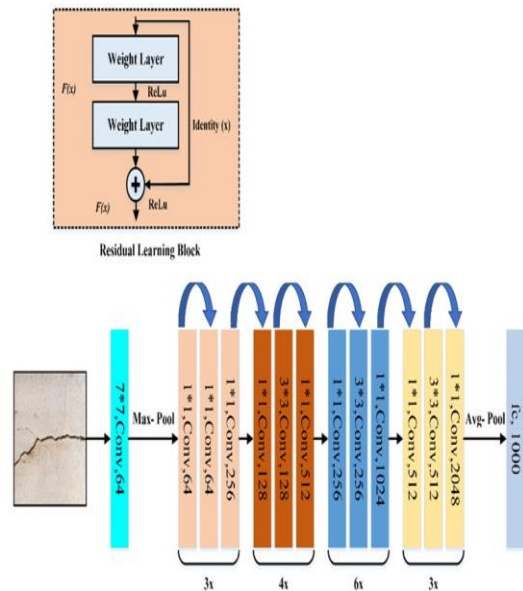 Weight Layer
F(x)
ReLu
Weight Layer
Identity (x)
+
F(x)
ReLu
Residual Learning Block
7*7,Conv,64
Max- Pool
1*1,Conv,64
1*1,Conv,64
1*1,Conv,256
1*1,Conv,128
3*3,Conv,128
1*1,Conv,512
1*1,Conv,256
3*3,Conv,256
1*1,Conv,1024
1*1,Conv,512
3*3,Conv,512
1*1,Conv,2048
Avg- Pool
fc, 1000
3x
4x
6x
3x